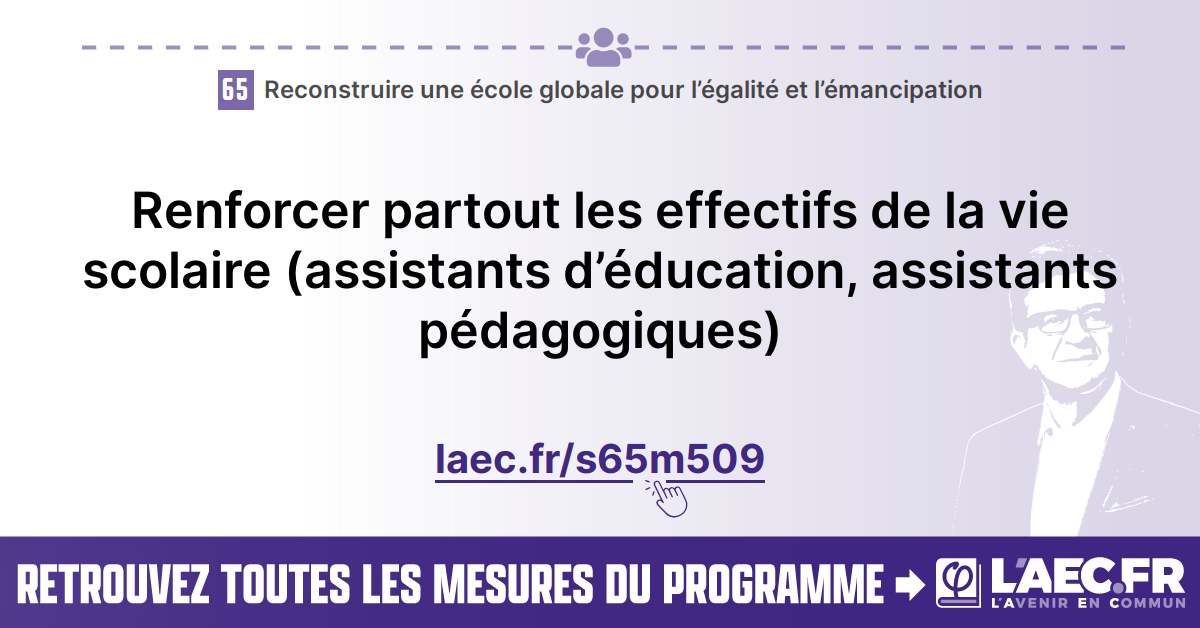 65 Reconstruire une école globale pour l’égalité et l’émancipation
Renforcer partout les effectifs de la vie
scolaire (assistants d’éducation, assistants
pédagogiques)
laec.fr/s65m509
RETROUVEZ TOUTES LES MESURES DU PROGRAMME
L'AEC.FR
L'AVENIR EN COMMUN